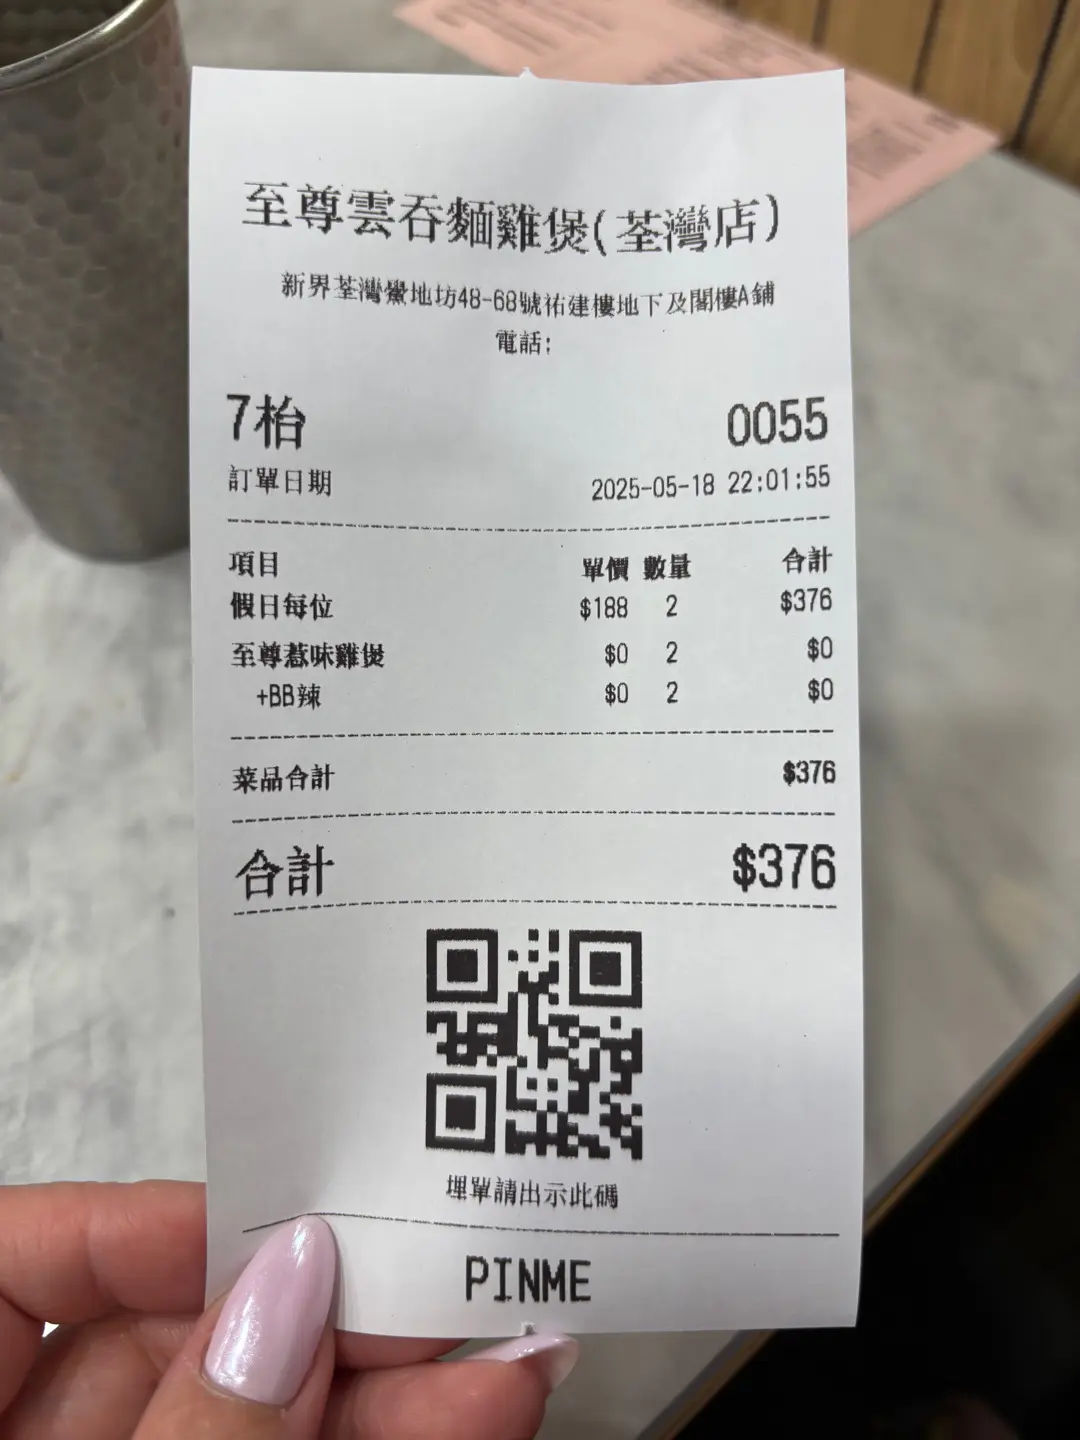 至尊雲吞麵雞煲(荃灣店)
新界荃灣鱟地坊48-68號祐建樓地下及閣樓A鋪
電話:
7枱 0055
訂單日期 2025-05-18 22:01:55
項目 單價 數量 合計
假日每位 $188 2 $376
至尊惹味雞煲 $0 2 $0
+BB辣 $0 2 $0
菜品合計 $376
合計 $376
埋單請出示此碼
PINME